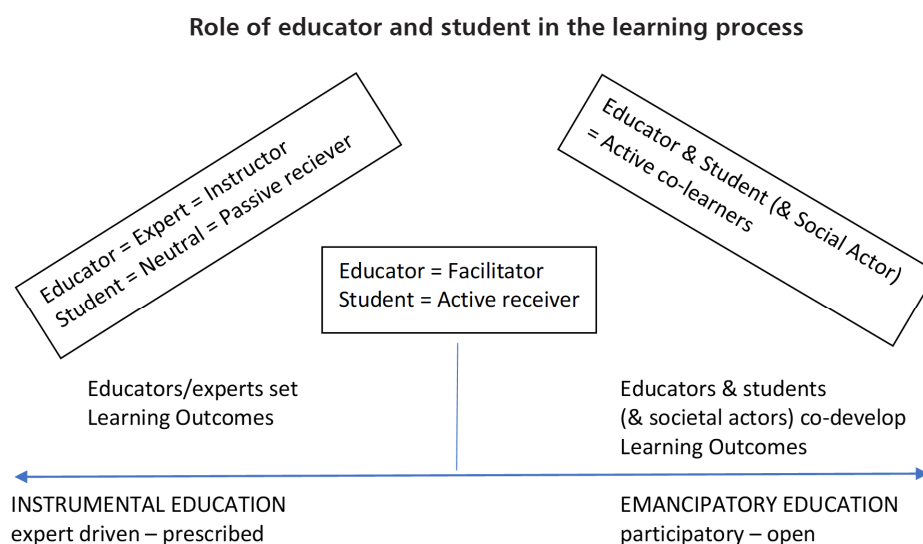 Role of educator and student in the learning process
Educator = Expert = Instructor
Student = Neutral = Passive reciever
Educator & Student (& Social Actor)
= Active co-learners
Educator = Facilitator
Student = Active receiver
Educators/experts set
Learning Outcomes
Educators & students
(& societal actors) co-develop
Learning Outcomes
INSTRUMENTAL EDUCATION
expert driven – prescribed
EMANCIPATORY EDUCATION
participatory – open